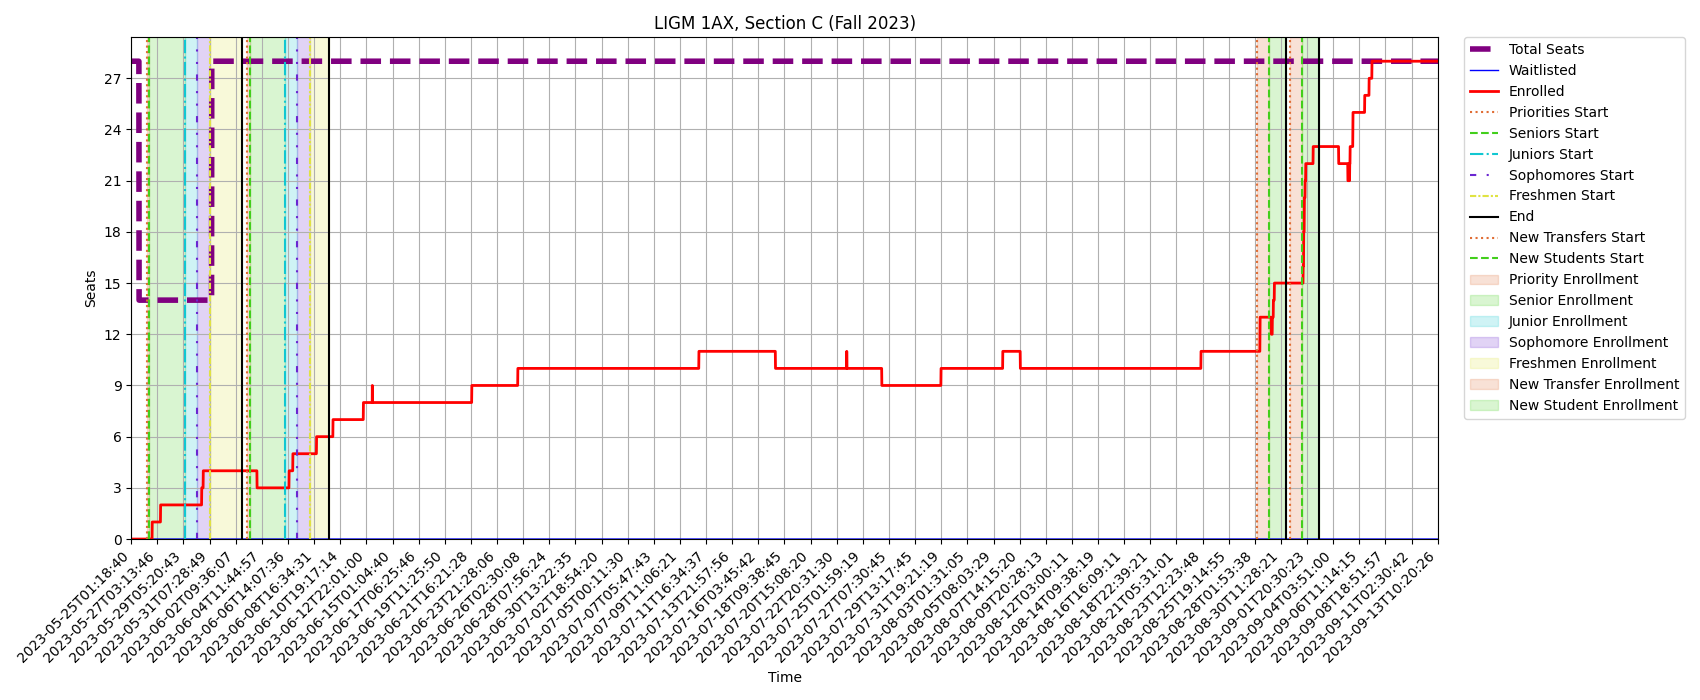 LIGM 1AX, Section C (Fall 2023)
Seats
27
24
21
18
15
12
9
6
3
0
2023-05-25T01:18:40
2023-05-27T03:13:46
2023-05-29T05:20:43
2023-05-31T07:28:49
2023-06-02T09:36:07
2023-06-04T11:44:57
2023-06-06T14:07:36
2023-06-08T16:34:31
2023-06-10T19:17:14
2023-06-12T22:01:00
2023-06-15T01:04:40
2023-06-17T06:25:46
2023-06-19T11:25:50
2023-06-21T16:21:28
2023-06-23T21:28:06
2023-06-26T02:30:08
2023-06-28T07:56:24
2023-06-30T13:22:35
2023-07-02T18:54:20
2023-07-05T00:11:30
2023-07-07T05:47:43
2023-07-09T11:06:21
2023-07-11T16:34:37
2023-07-13T21:57:56
2023-07-16T03:45:42
2023-07-18T09:38:45
2023-07-20T15:08:20
2023-07-22T20:31:30
2023-07-25T01:59:19
2023-07-27T07:30:45
2023-07-29T13:17:45
2023-07-31T19:21:19
2023-08-03T01:31:05
2023-08-05T08:03:29
2023-08-07T14:15:20
2023-08-09T20:28:13
2023-08-12T03:00:11
2023-08-14T09:38:19
2023-08-16T16:09:11
2023-08-18T22:39:21
2023-08-21T05:31:01
2023-08-23T12:23:48
2023-08-25T19:14:55
2023-08-28T01:53:38
2023-08-30T11:28:21
2023-09-01T20:30:23
2023-09-04T03:51:00
2023-09-06T11:14:15
2023-09-08T18:51:57
2023-09-11T02:30:42
2023-09-13T10:20:26
Time
Total Seats
Waitlisted
Enrolled
Priorities Start
Seniors Start
Juniors Start
Sophomores Start
Freshmen Start
End
New Transfers Start
New Students Start
Priority Enrollment
Senior Enrollment
Junior Enrollment
Sophomore Enrollment
Freshmen Enrollment
New Transfer Enrollment
New Student Enrollment